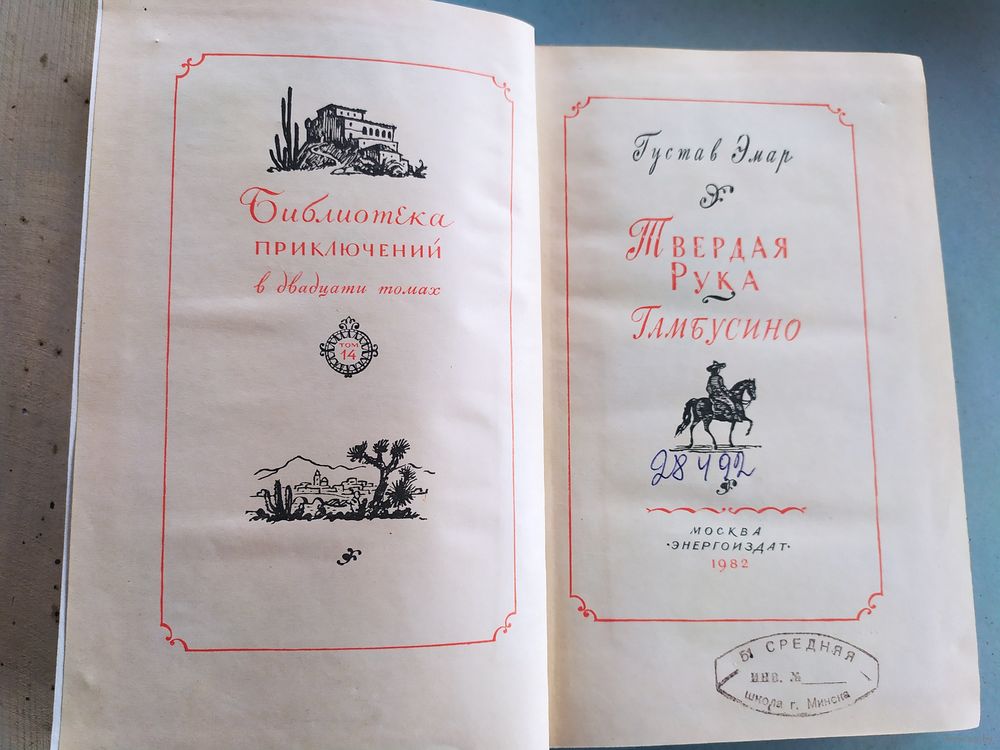 Библиотека
приключений
в двадцати томах
том
14
Густав Эмар
Твердая
Рука
Гамбусино
28492
Москва
·Энергоиздат·
1982
51 СРЕДНЯЯ
ИНВ. №
школа г. Минска